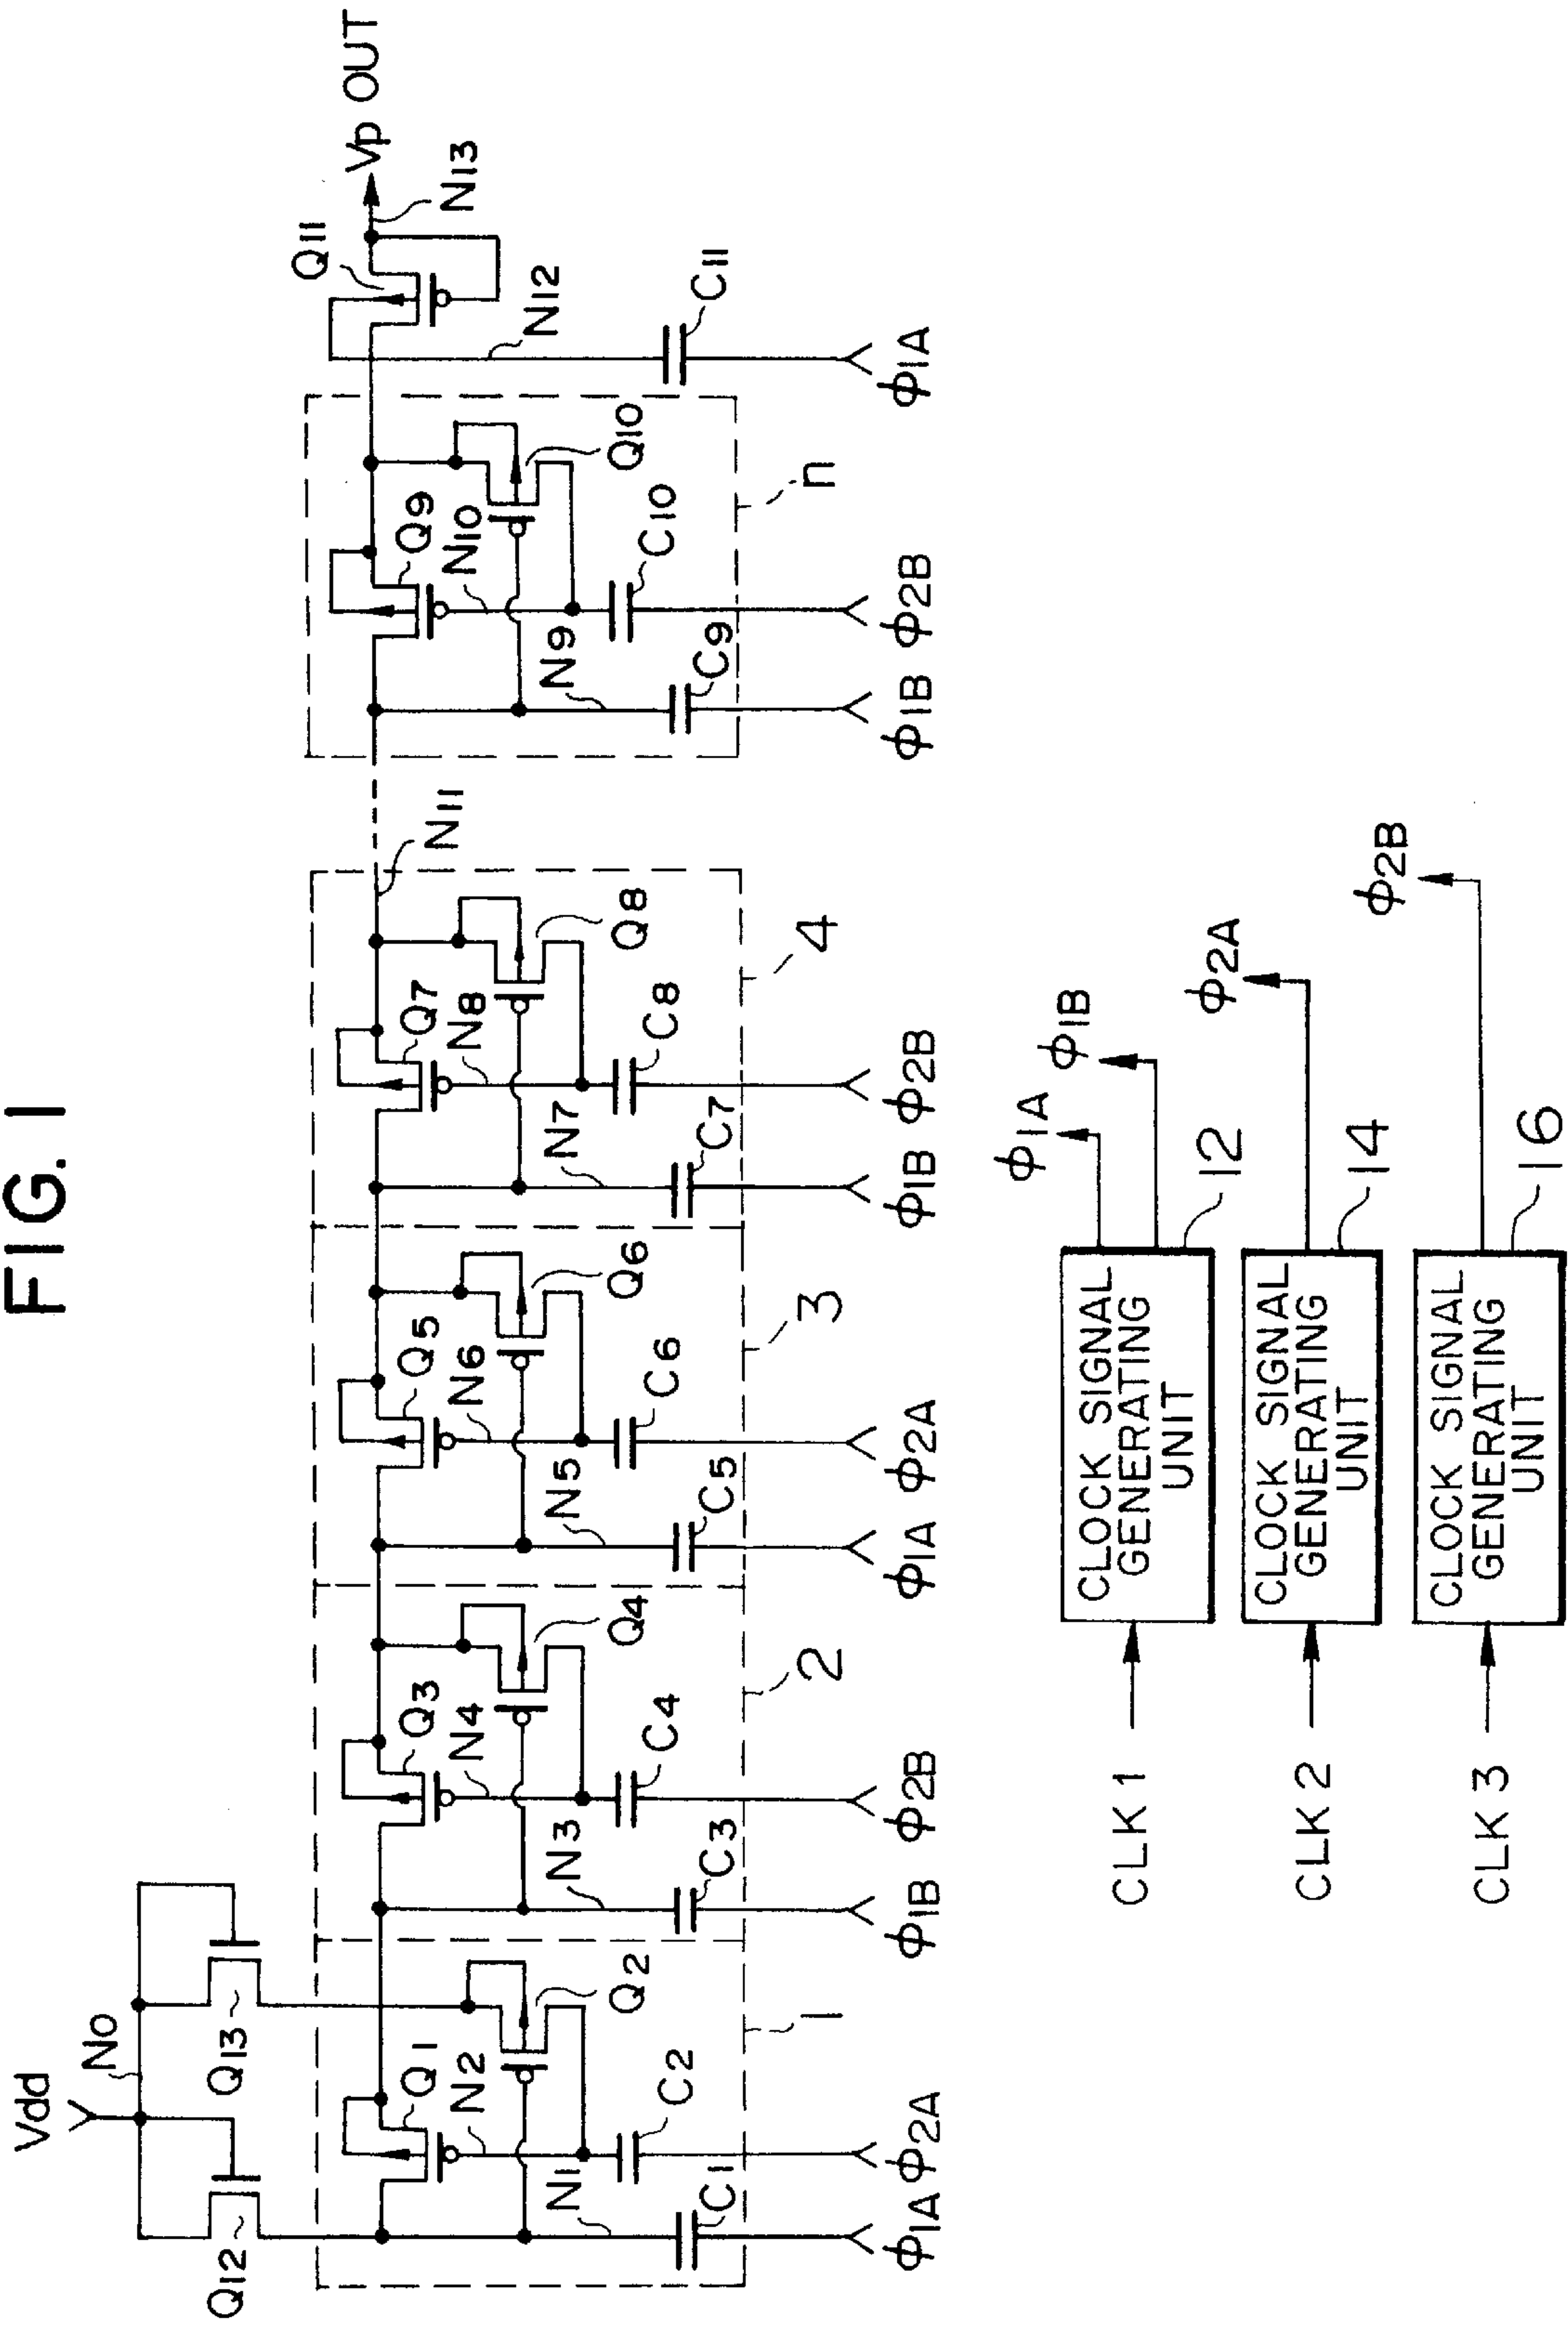 FIG. 1
Vdd
N0
Q12
Q13
Vp OUT
Q1
Q3
Q5
Q7
Q9
Q11
N13
N11
N2
N4
N6
N8
N10
N12
Q2
Q4
Q6
Q8
Q10
N1
N3
N5
N7
N9
C1
C2
C3
C4
C5
C6
C7
C8
C9
C10
C11
1
2
3
4
n
φ1A
φ2A
φ1B
φ2B
φ1A
φ2A
φ1B
φ2B
φ1B
φ2B
φ1A
CLK 1
CLOCK SIGNAL
GENERATING
UNIT
12
φ1A
φ1B
CLK 2
CLOCK SIGNAL
GENERATING
UNIT
14
φ2A
CLK 3
CLOCK SIGNAL
GENERATING
UNIT
16
φ2B